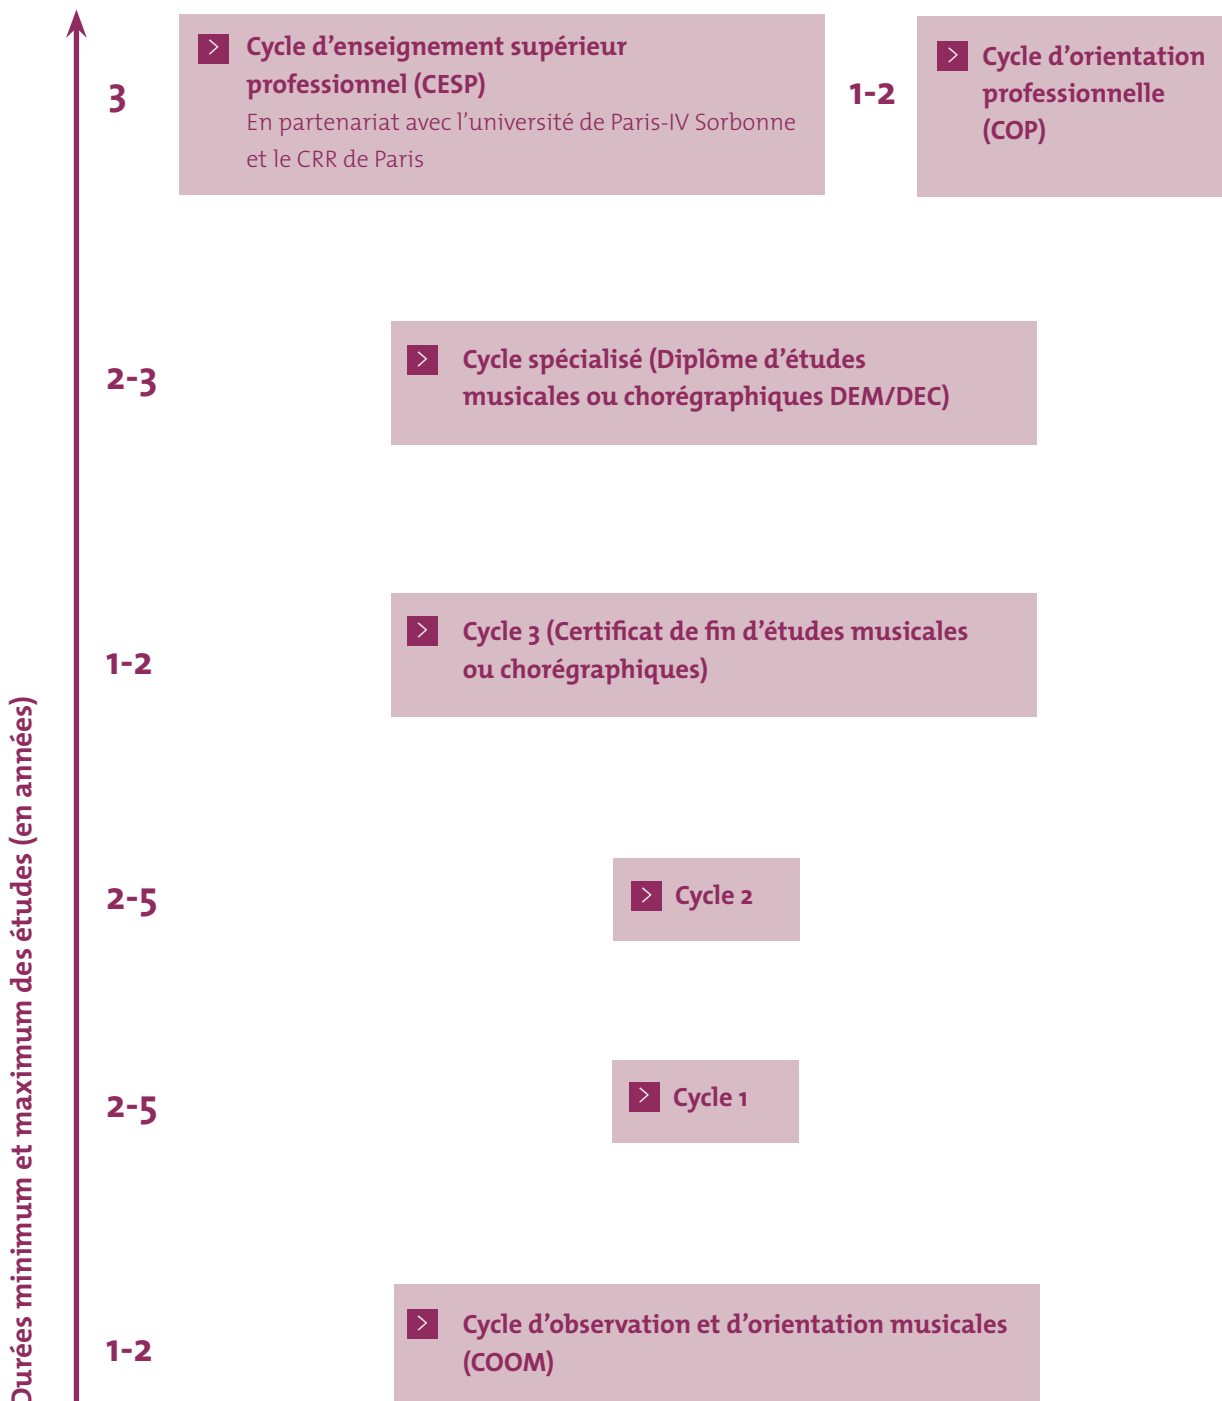 3
Cycle d'enseignement supérieur
professionnel (CESP)
En partenariat avec l'université de Paris-IV Sorbonne
et le CRR de Paris
1-2
Cycle d'orientation
professionnelle
(COP)
2-3
Cycle spécialisé (Diplôme d'études
musicales ou chorégraphiques DEM/DEC)
1-2
Cycle 3 (Certificat de fin d'études musicales
ou chorégraphiques)
2-5
Cycle 2
2-5
Cycle 1
1-2
Cycle d'observation et d'orientation musicales
(COOM)
Durées minimum et maximum des études (en années)